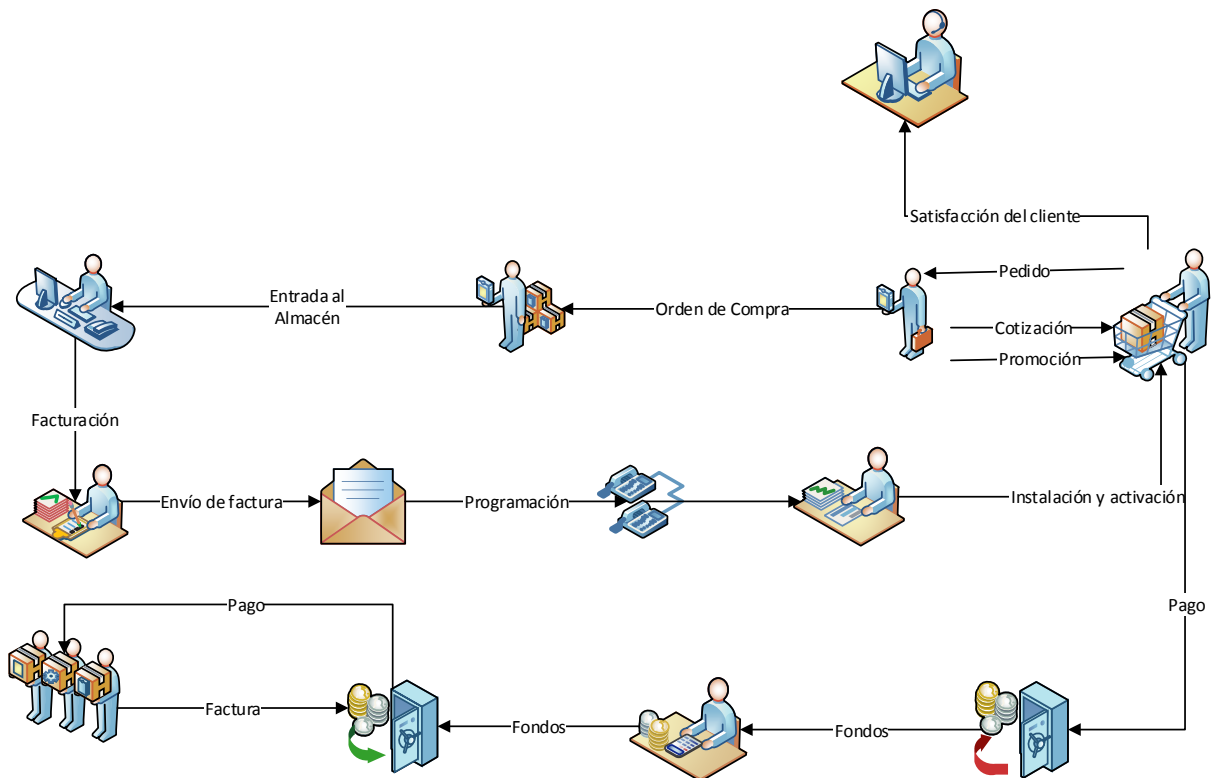 Satisfacción del cliente
Pedido
Entrada al
Almacén
Orden de Compra
Cotización
Promoción
Facturación
Envío de factura
Programación
Instalación y activación
Pago
Pago
Factura
Fondos
Fondos